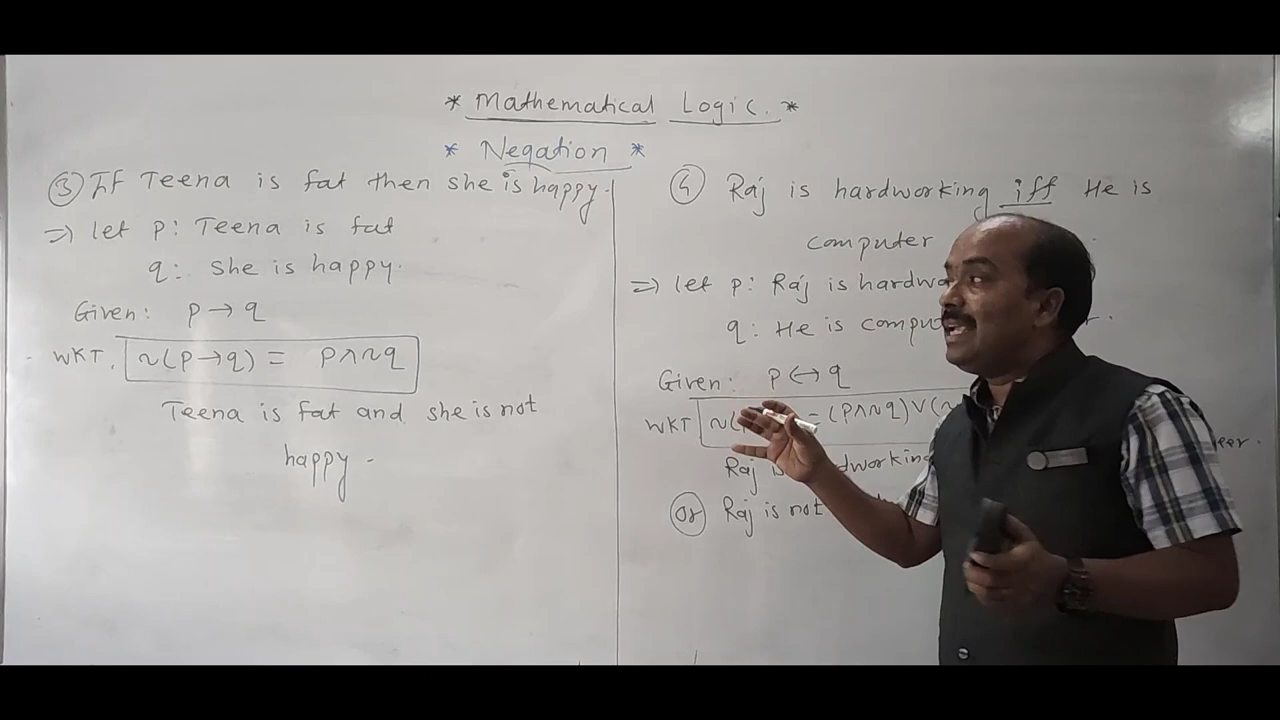 * Mathematical Logic. *
* Negation *
③ If Teena is fat then she is happy.
⇒ let p: Teena is fat
q: she is happy.
Given: p → q
WKT, ~(p→q) = p∧~q
Teena is fat and she is not
happy.
④ Raj is hardworking iff He is
computer
⇒ let p: Raj is
q: He is
Given: p ↔ q
WKT = (p∧~q)∨(~
Raj
or Raj is not